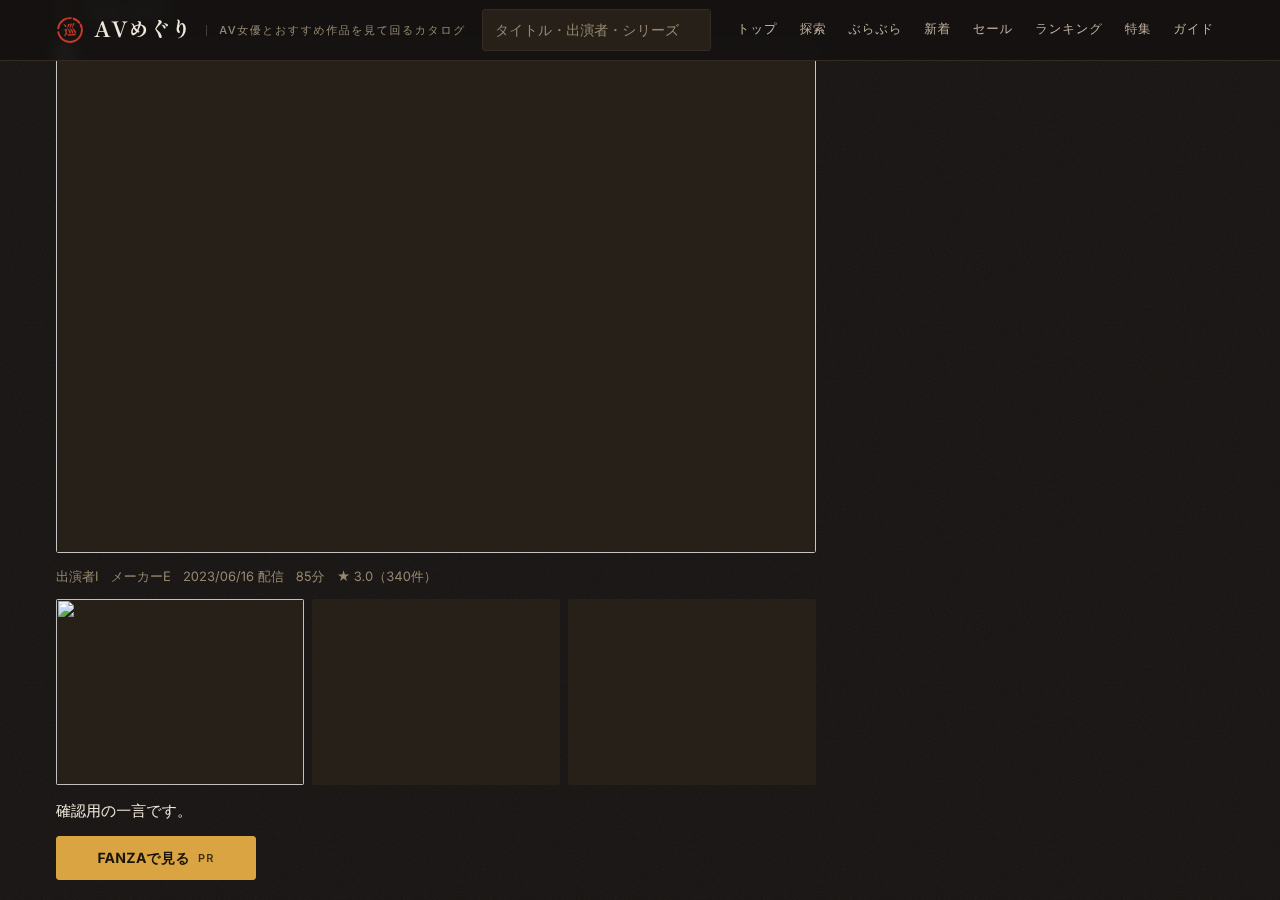 巡 AVめぐり AV女優とおすすめ作品を見て回るカタログ タイトル・出演者・シリーズ トップ 探索 ぶらぶら 新着 セール ランキング 特集 ガイド
出演者I メーカーE 2023/06/16 配信 85分 ★ 3.0（340件）
確認用の一言です。
FANZAで見る PR